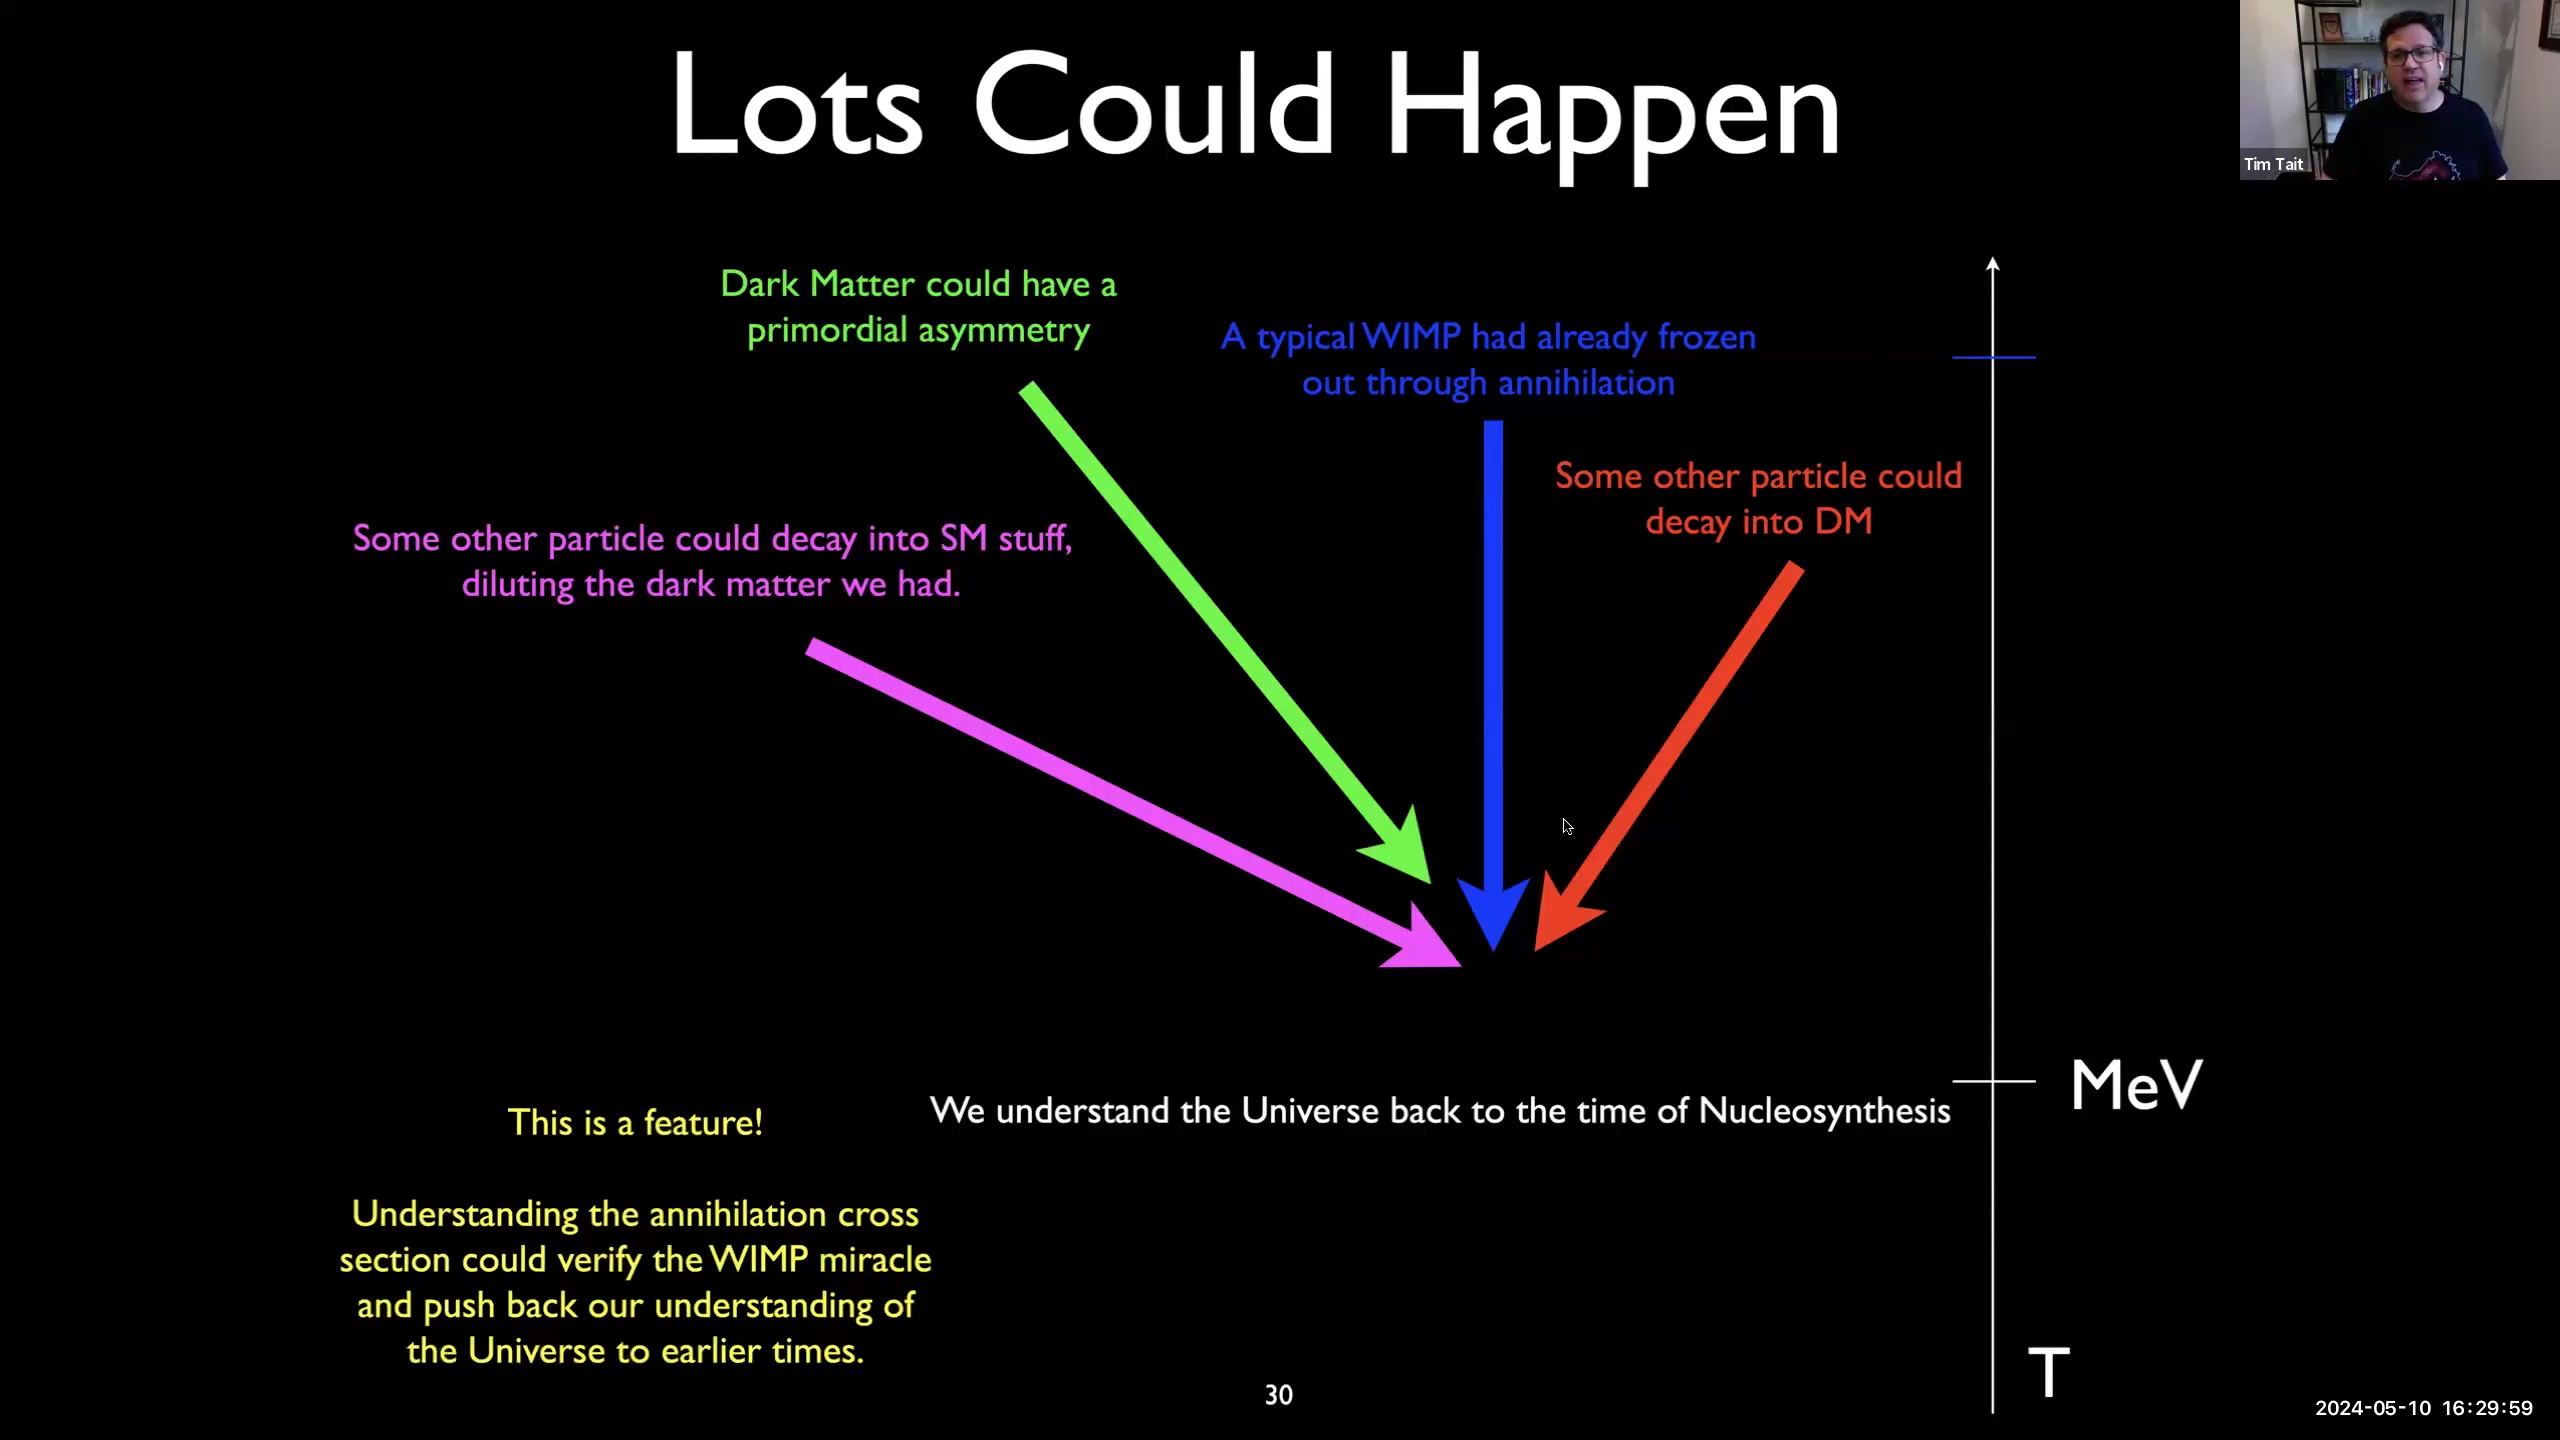 Lots Could Happen
Tim Tait
Dark Matter could have a
primordial asymmetry
A typical WIMP had already frozen
out through annihilation
Some other particle could
decay into DM
Some other particle could decay into SM stuff,
diluting the dark matter we had.
MeV
We understand the Universe back to the time of Nucleosynthesis
This is a feature!
Understanding the annihilation cross
section could verify the WIMP miracle
and push back our understanding of
the Universe to earlier times.
T
30
2024-05-10 16:29:59